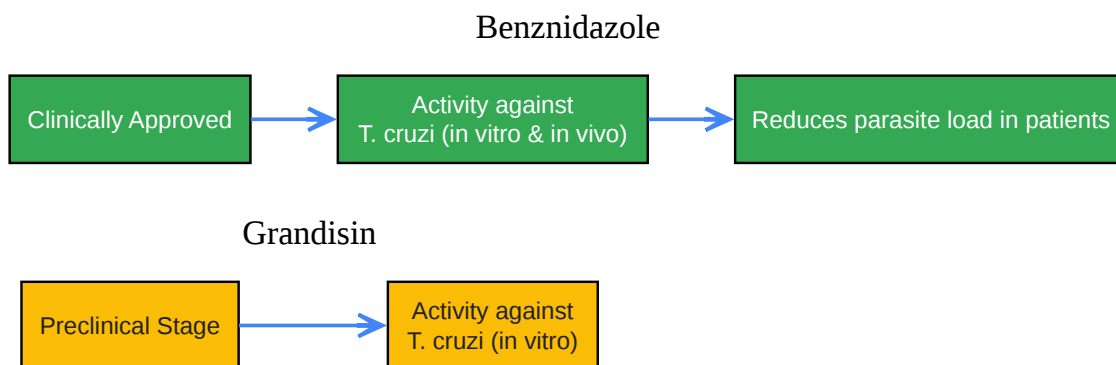 Benznidazole
Clinically Approved
Activity against
T. cruzi (in vitro & in vivo)
Reduces parasite load in patients
Grandisin
Preclinical Stage
Activity against
T. cruzi (in vitro)